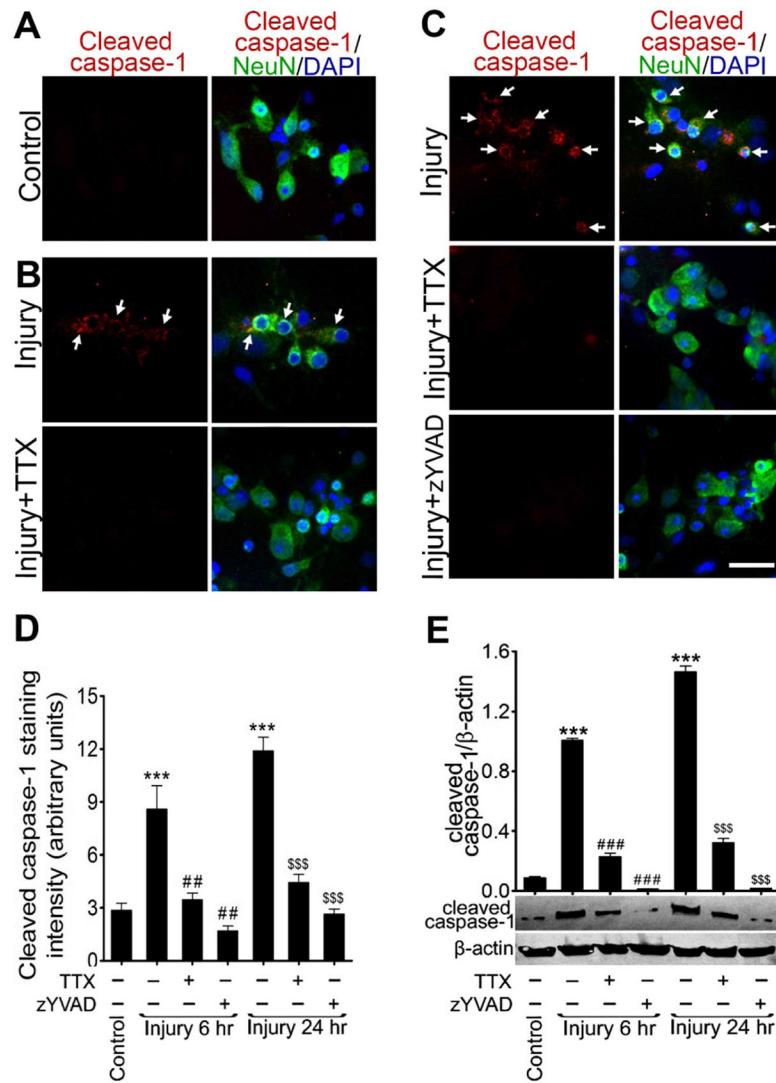 A
Cleaved
caspase-1
Cleaved
caspase-1/
NeuN/DAPI
Control
B
Injury
Injury+TTX
C
Cleaved
caspase-1
Cleaved
caspase-1/
NeuN/DAPI
Injury
Injury+TTX
Injury+zYVAD
D
Cleaved caspase-1 staining
intensity (arbitrary units)
15
12
9
6
3
0
***
##
##
***
$$$
$$$
TTX – – + – – + –
zYVAD – – – + – – +
Control
Injury 6 hr
Injury 24 hr
E
cleaved
caspase-1/β-actin
1.6
1.2
0.8
0.4
0.0
***
###
###
***
$$$
$$$
cleaved
caspase-1
β-actin
TTX – – + – – + –
zYVAD – – – + – – +
Control
Injury 6 hr
Injury 24 hr